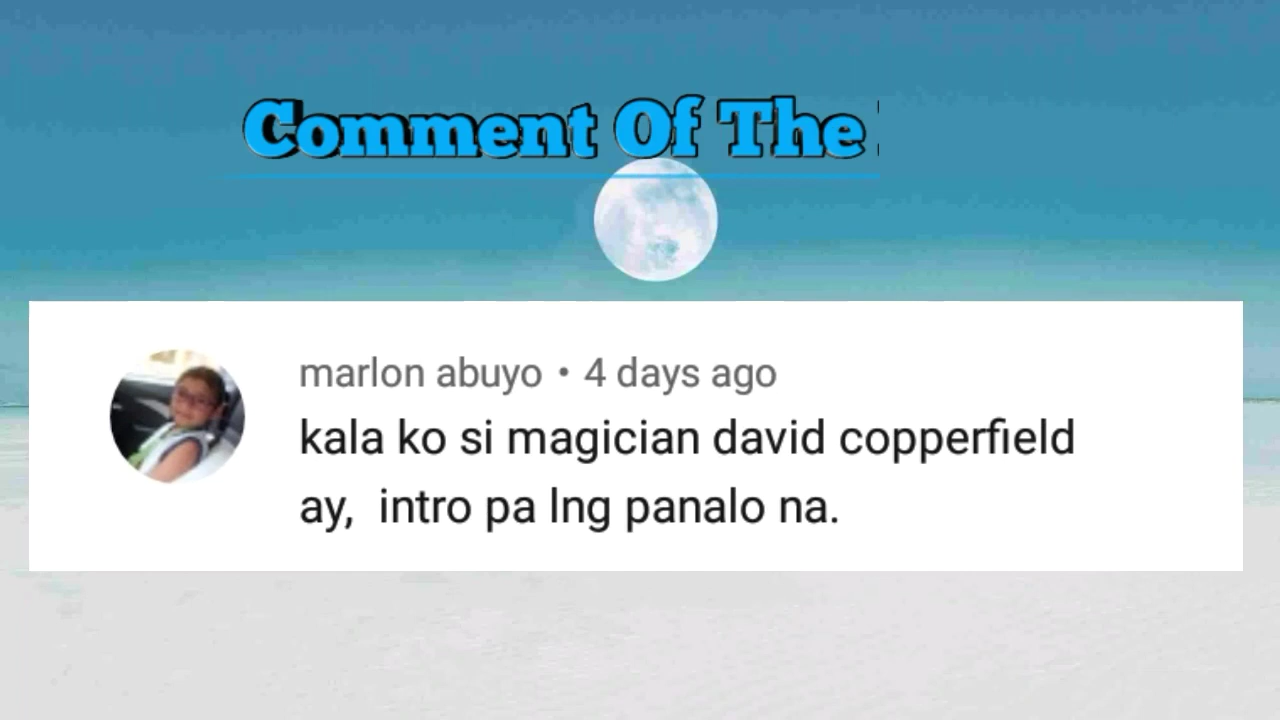 Comment Of The
marlon abuyo • 4 days ago
kala ko si magician david copperfield
ay, intro pa lng panalo na.